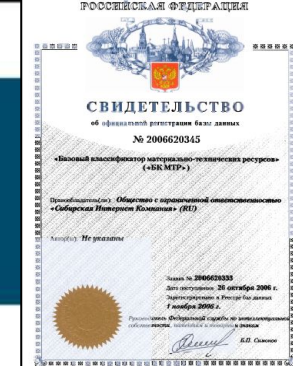 РОССИЙСКАЯ ФЕДЕРАЦИЯ
СВИДЕТЕЛЬСТВО
об официальной регистрации базы данных
№ 2006620345
«Базовый классификатор материально-технических ресурсов»
(«БК МТР»)
Правообладатель(ли): Общество с ограниченной ответственностью
«Сибирская Интернет Компания» (RU)
Автор(ы): Не указаны
Заявка № 2006620333
Дата поступления 26 октября 2006 г.
Зарегистрировано в Реестре баз данных
1 ноября 2006 г.
Руководитель Федеральной службы по интеллектуальной
собственности, патентам и товарным знакам
Б.П. Симонов